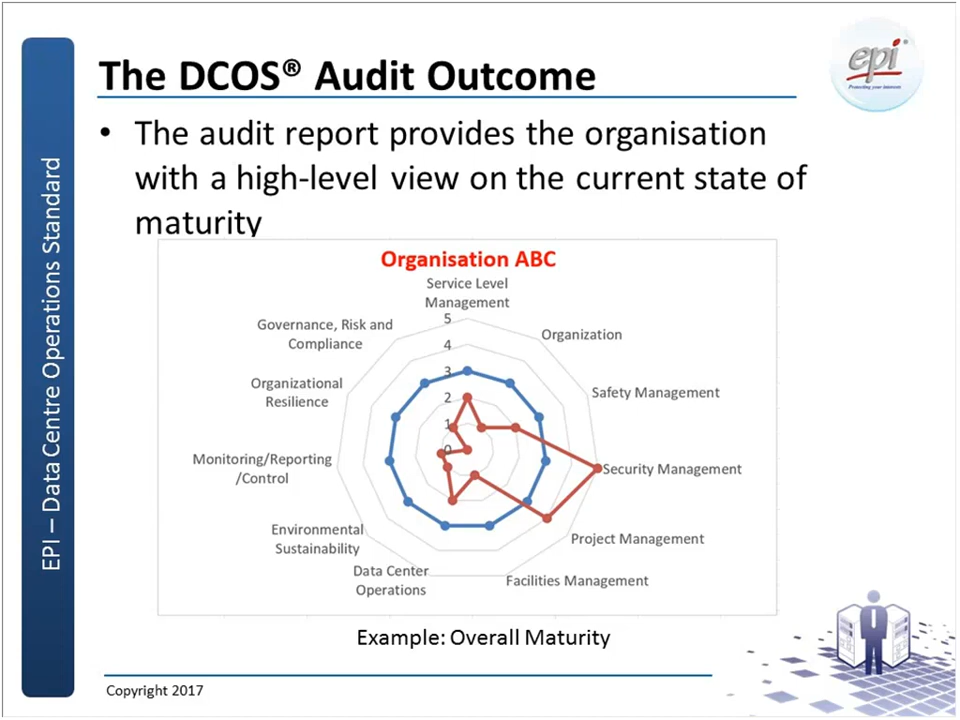 The DCOS® Audit Outcome
epi®
Protecting your interests
EPI – Data Centre Operations Standard
• The audit report provides the organisation
with a high-level view on the current state of
maturity
Organisation ABC
Service Level
Management
Organization
Safety Management
Security Management
Project Management
Facilities Management
Data Center
Operations
Environmental
Sustainability
Monitoring/Reporting
/Control
Organizational
Resilience
Governance, Risk and
Compliance
5
4
3
2
1
0
Example: Overall Maturity
Copyright 2017